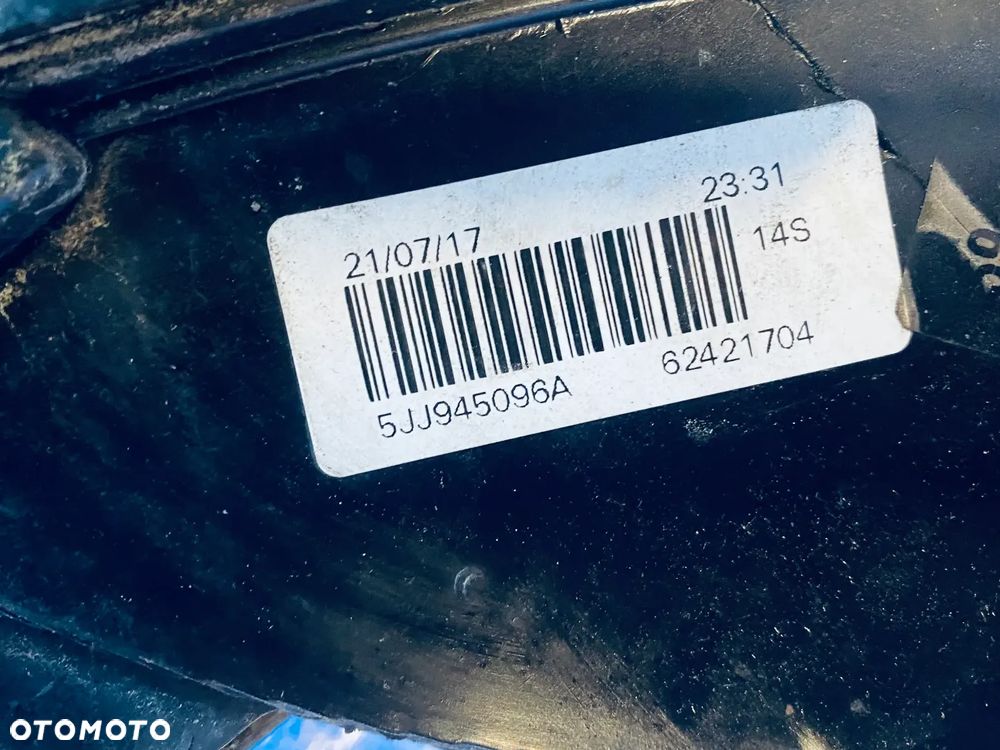 21/07/17 23:31
14S
5JJ945096A 62421704
OTOMOTO